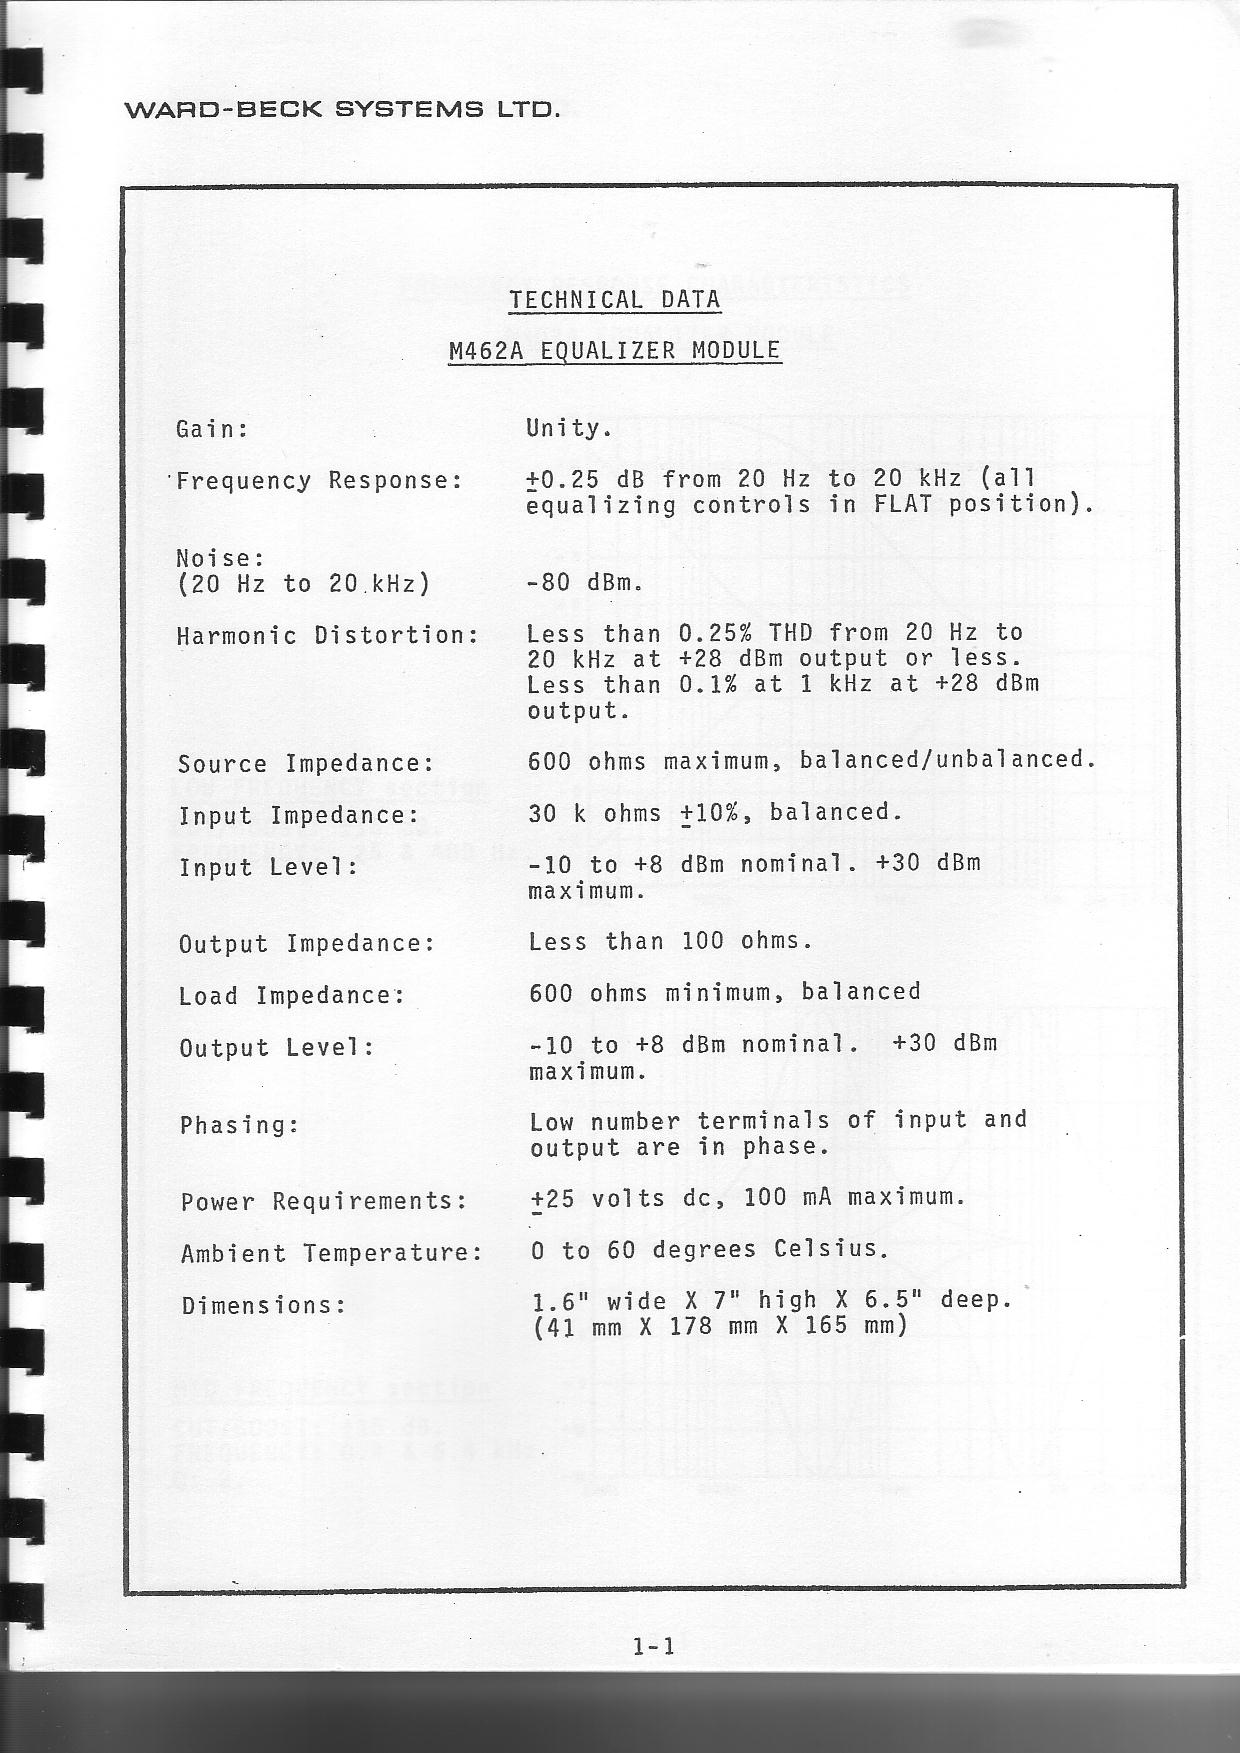 WARD-BECK SYSTEMS LTD.
TECHNICAL DATA
M462A EQUALIZER MODULE
Gain: Unity.
Frequency Response: ±0.25 dB from 20 Hz to 20 kHz (all
equalizing controls in FLAT position).
Noise:
(20 Hz to 20 kHz) -80 dBm.
Harmonic Distortion: Less than 0.25% THD from 20 Hz to
20 kHz at +28 dBm output or less.
Less than 0.1% at 1 kHz at +28 dBm
output.
Source Impedance: 600 ohms maximum, balanced/unbalanced.
Input Impedance: 30 k ohms ±10%, balanced.
Input Level: -10 to +8 dBm nominal. +30 dBm
maximum.
Output Impedance: Less than 100 ohms.
Load Impedance: 600 ohms minimum, balanced
Output Level: -10 to +8 dBm nominal. +30 dBm
maximum.
Phasing: Low number terminals of input and
output are in phase.
Power Requirements: ±25 volts dc, 100 mA maximum.
Ambient Temperature: 0 to 60 degrees Celsius.
Dimensions: 1.6" wide X 7" high X 6.5" deep.
(41 mm X 178 mm X 165 mm)
1-1